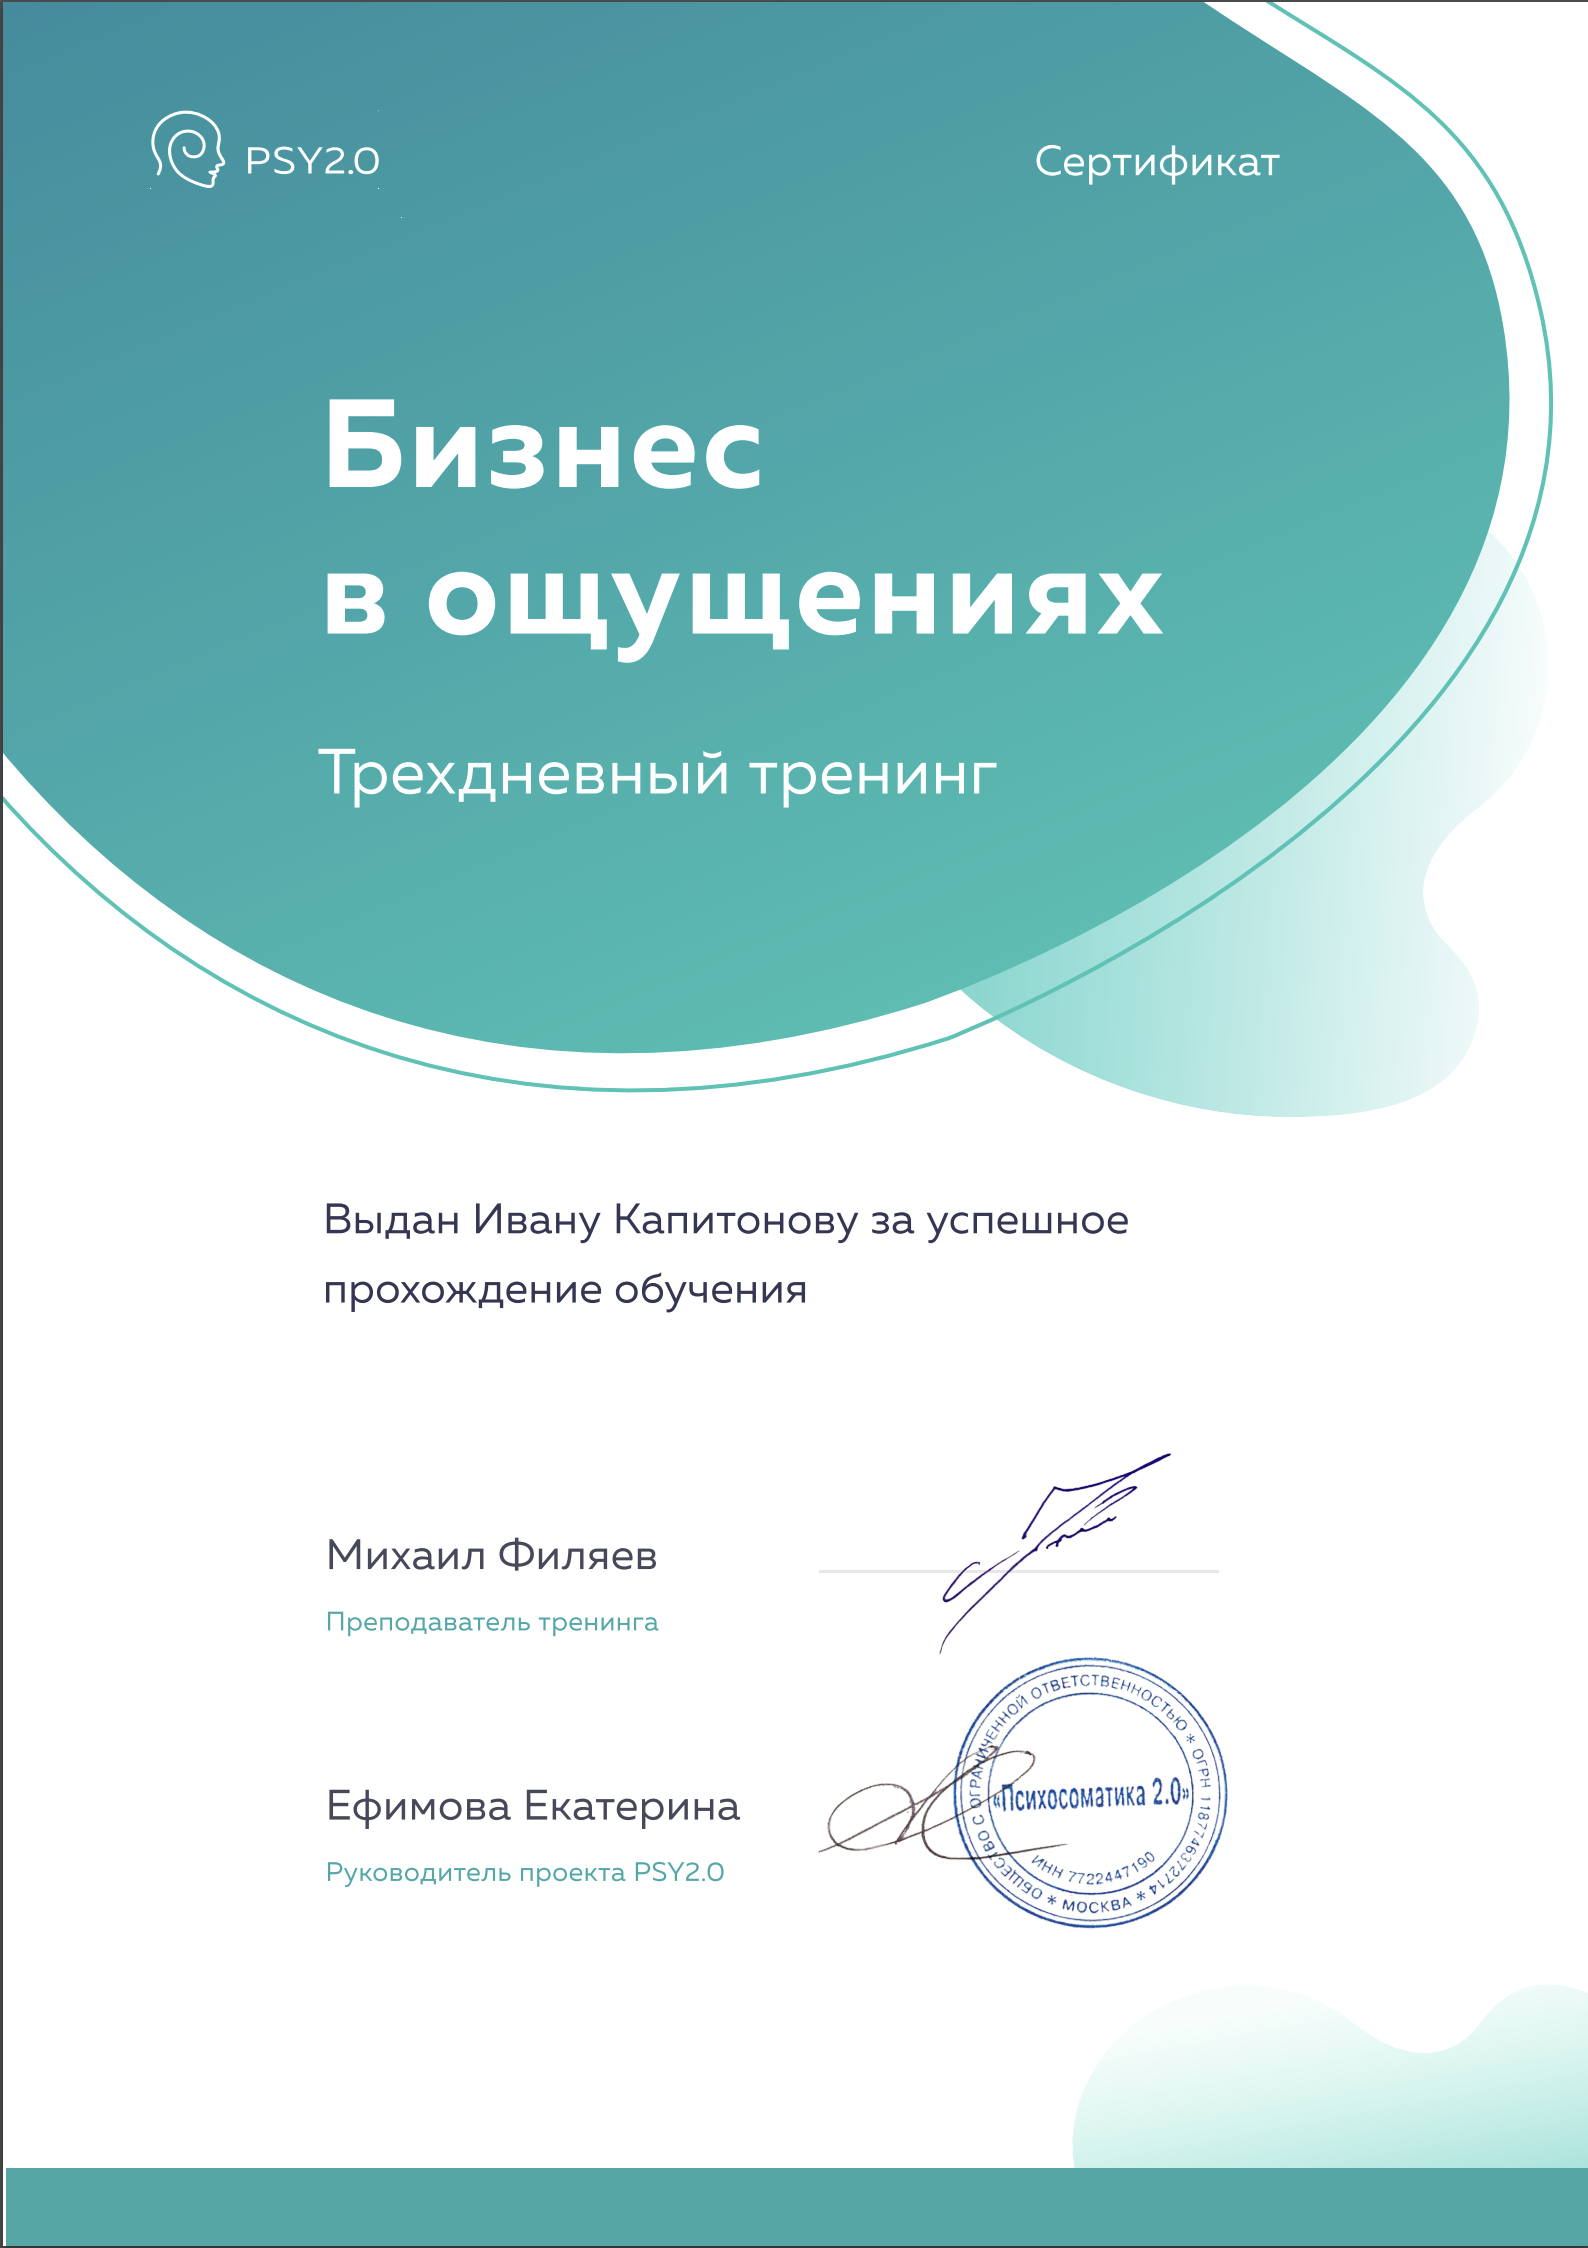 PSY2.0
Сертификат
Бизнес
в ощущениях
Трехдневный тренинг
Выдан Ивану Капитонову за успешное
прохождение обучения
Михаил Филяев
Преподаватель тренинга
Ефимова Екатерина
Руководитель проекта PSY2.0
ОБЩЕСТВО С ОГРАНИЧЕННОЙ ОТВЕТСТВЕННОСТЬЮ * ОГРН 1187746372714 * МОСКВА *
«Психосоматика 2.0»
ИНН 7722447190